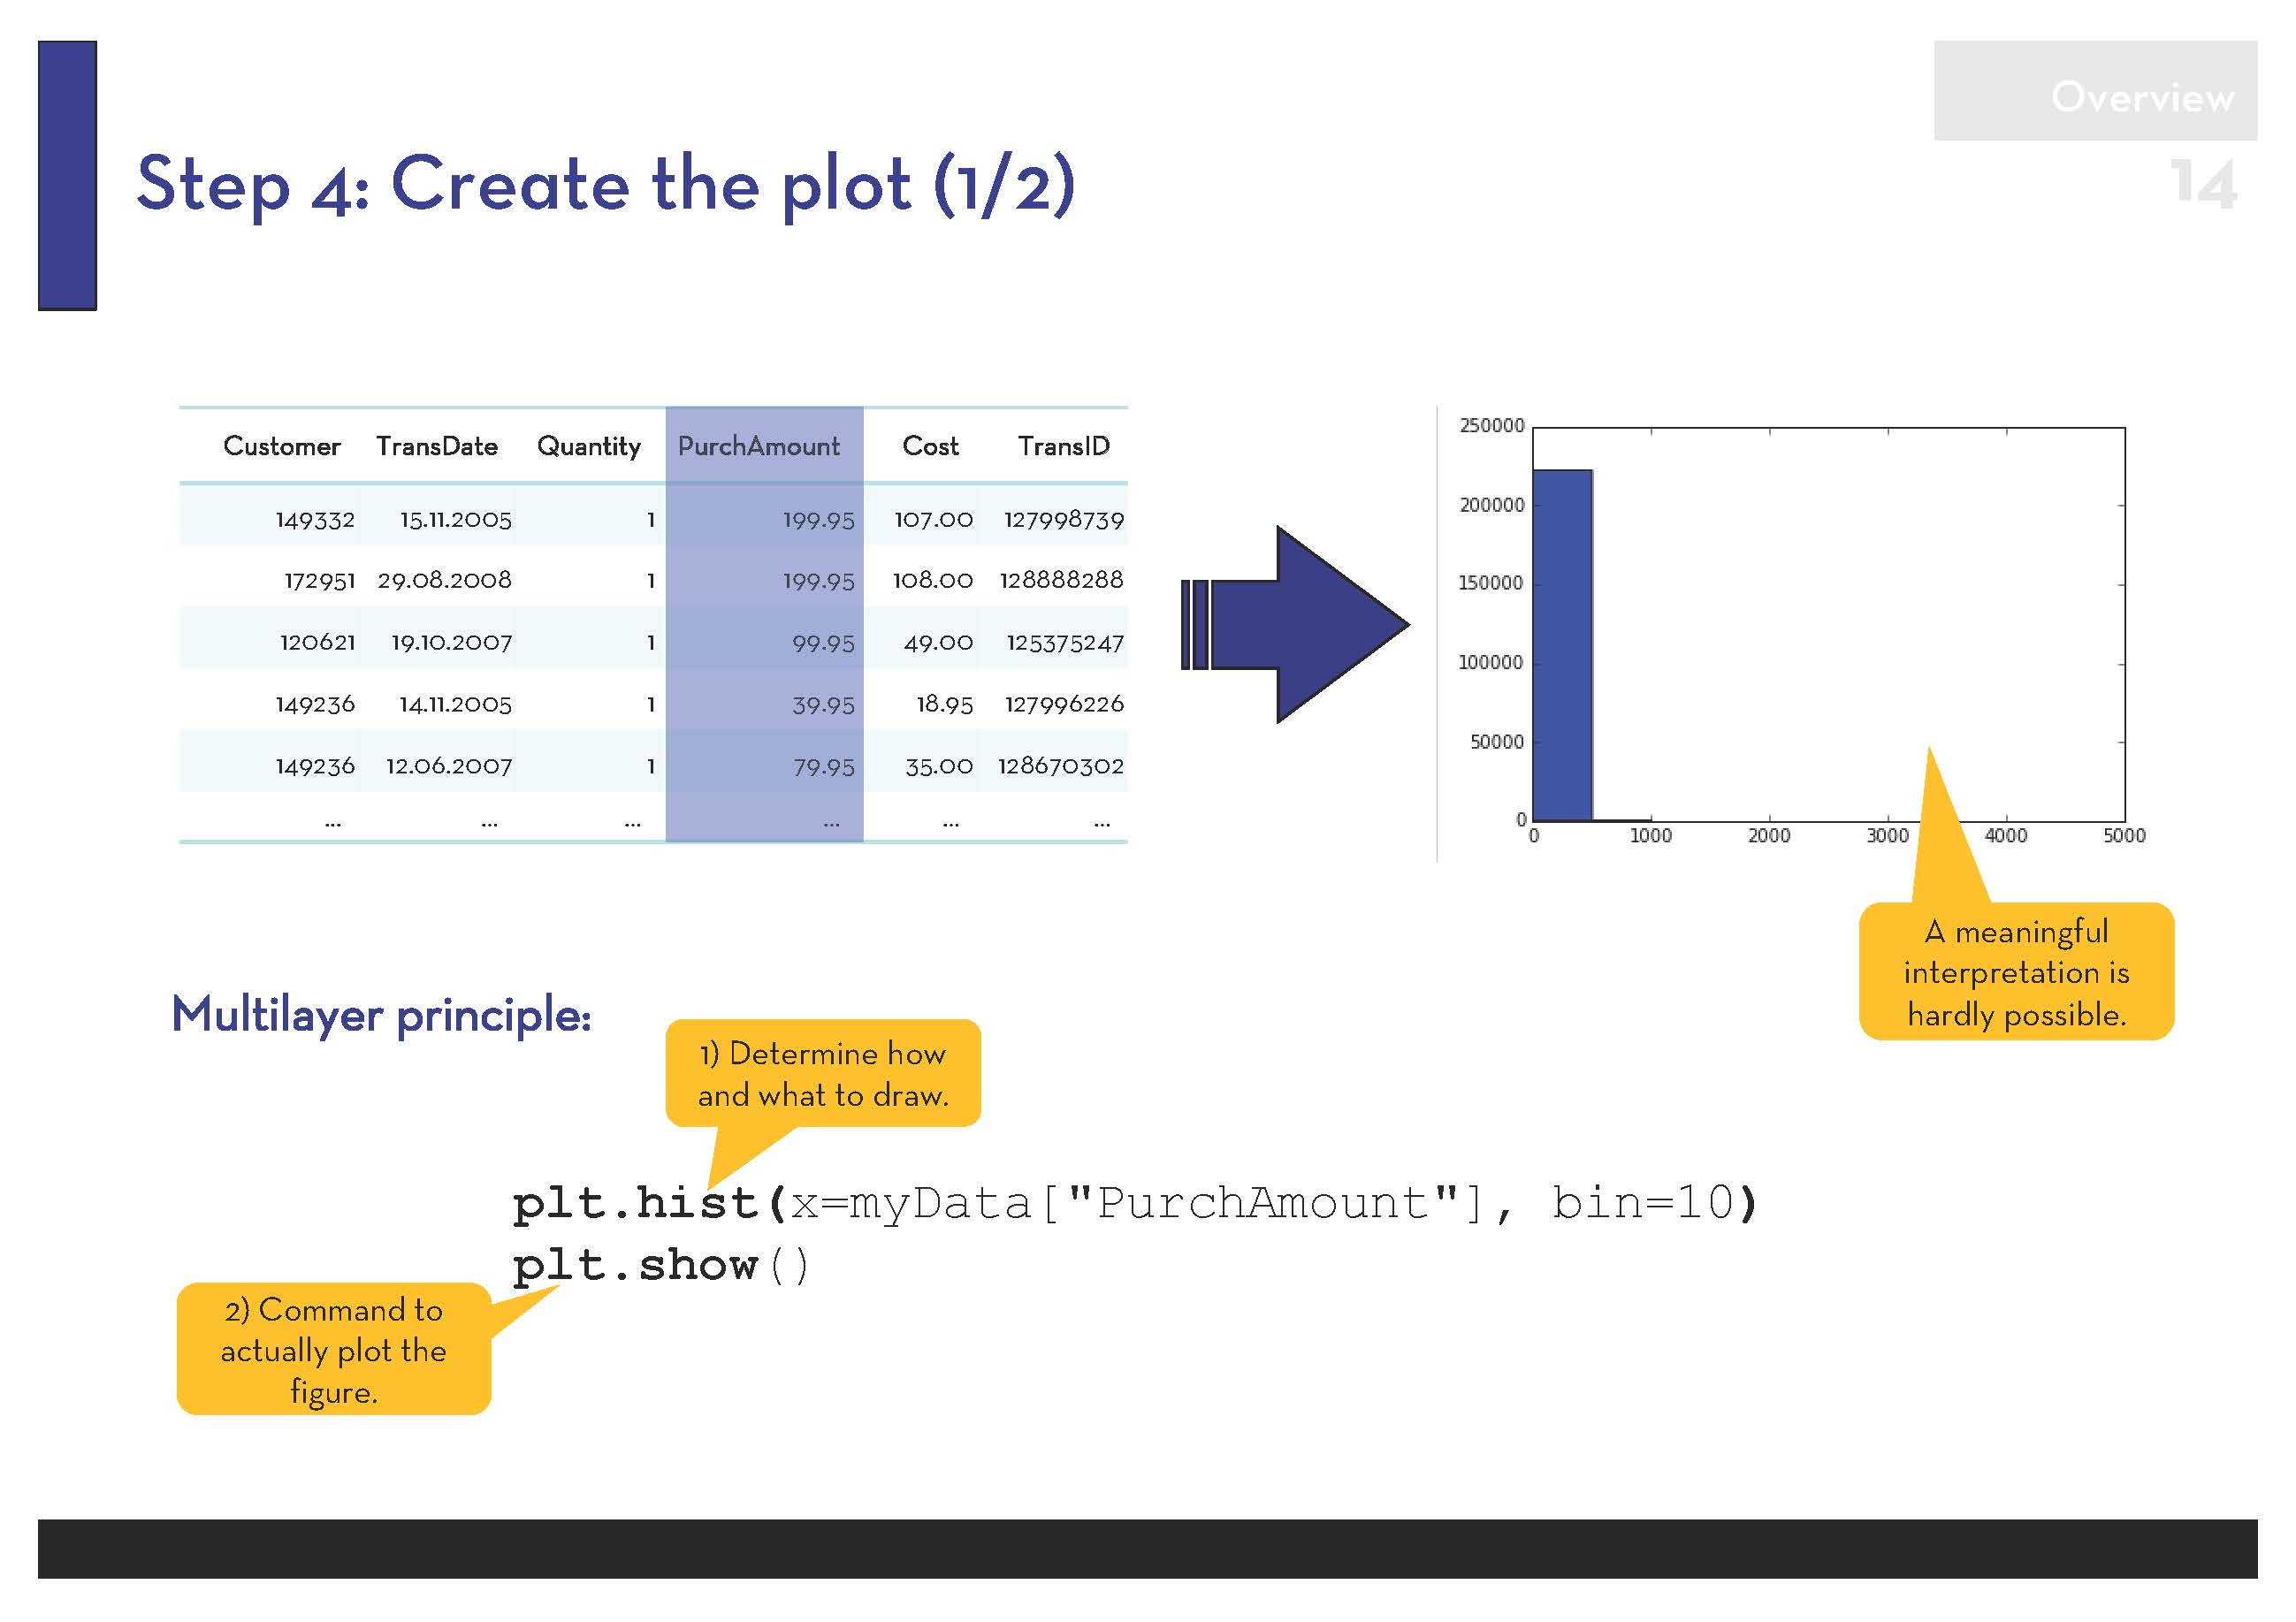 Overview
14
Step 4: Create the plot (1/2)
Customer TransDate Quantity PurchAmount Cost TransID
149332 15.11.2005 1 199.95 107.00 127998739
172951 29.08.2008 1 199.95 108.00 128888288
120621 19.10.2007 1 99.95 49.00 125375247
149236 14.11.2005 1 39.95 18.95 127996226
149236 12.06.2007 1 79.95 35.00 128670302
... ... ... ... ... ...
250000
200000
150000
100000
50000
0
0 1000 2000 3000 4000 5000
A meaningful
interpretation is
hardly possible.
Multilayer principle:
1) Determine how
and what to draw.
plt.hist(x=myData["PurchAmount"], bin=10)
plt.show()
2) Command to
actually plot the
figure.